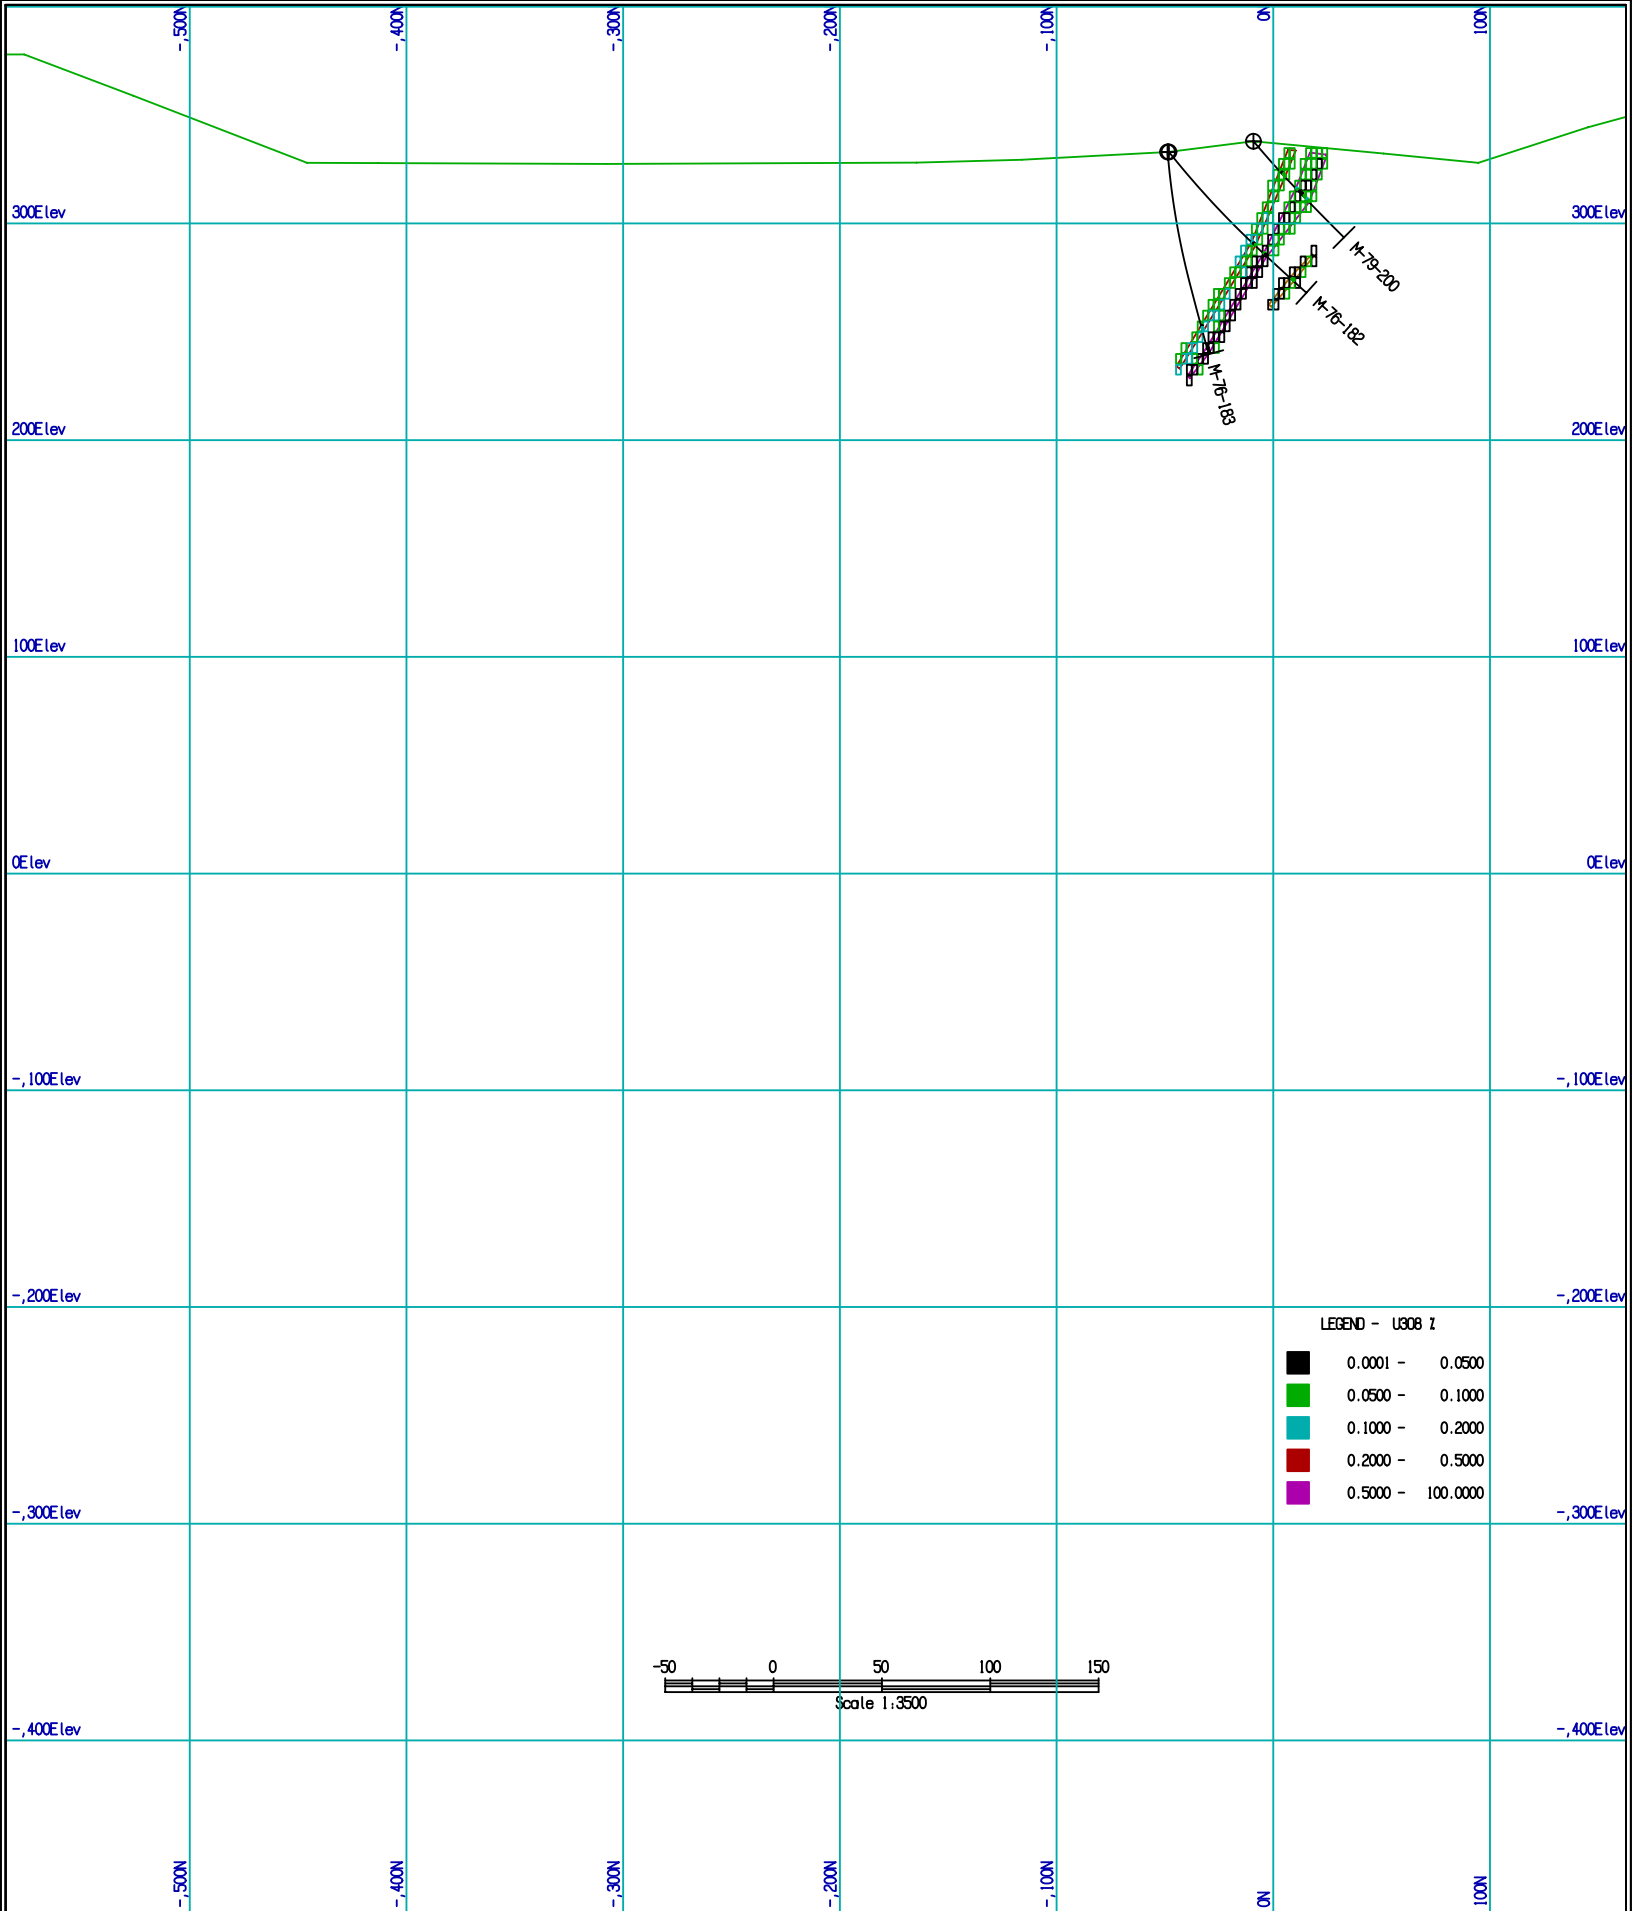 -,500N -,400N -,300N -,200N -,100N 0N 100N
300Elev 300Elev
M-79-200
M-76-182
M-76-183
200Elev 200Elev
100Elev 100Elev
0Elev 0Elev
-,100Elev -,100Elev
-,200Elev -,200Elev
LEGEND - U3O8 %
0.0001 - 0.0500
0.0500 - 0.1000
0.1000 - 0.2000
0.2000 - 0.5000
0.5000 - 100.0000
-,300Elev -,300Elev
-50 0 50 100 150
Scale 1:3500
-,400Elev -,400Elev
-,500N -,400N -,300N -,200N -,100N 0N 100N